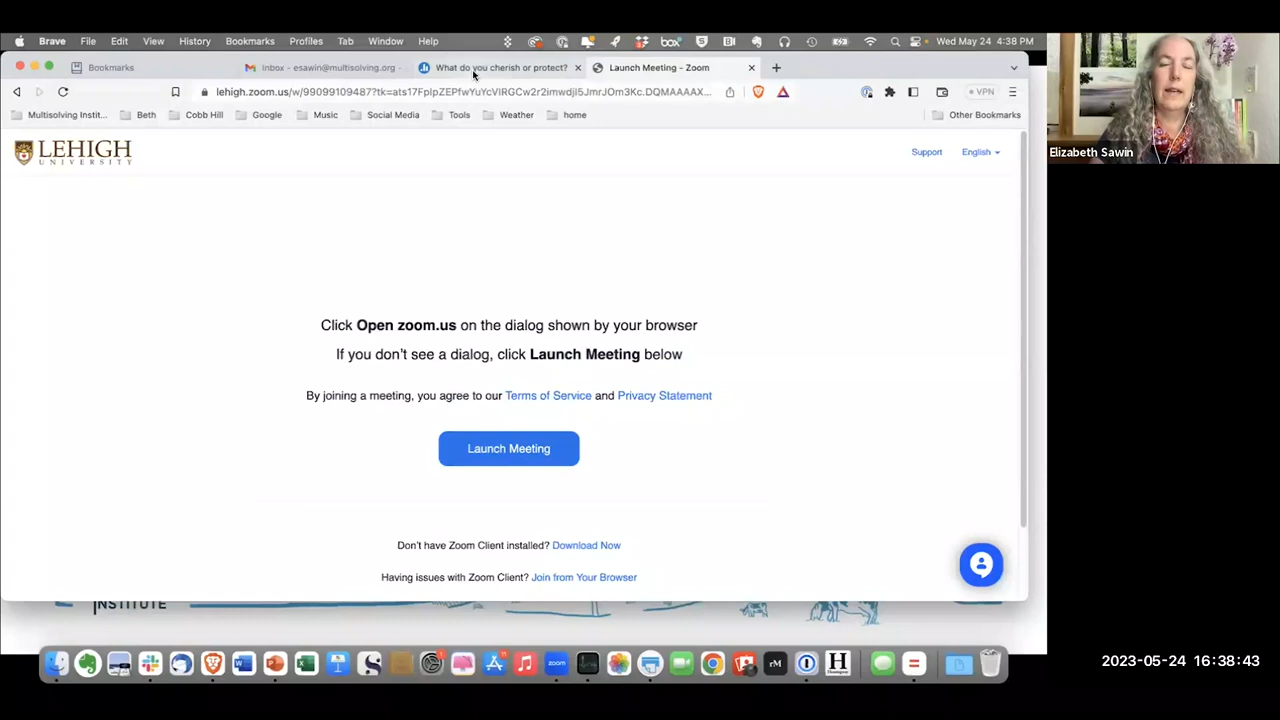 Brave File Edit View History Bookmarks Profiles Tab Window Help
box
Wed May 24 4:38 PM
Bookmarks
Inbox - esawin@multisolving.org
What do you cherish or protect?
Launch Meeting - Zoom
VPN
Multisolving Instit...
Beth
Cobb Hill
Google
Music
Social Media
Tools
Weather
home
Other Bookmarks
LEHIGH
UNIVERSITY
Support
English
Click Open zoom.us on the dialog shown by your browser
If you don't see a dialog, click Launch Meeting below
By joining a meeting, you agree to our Terms of Service and Privacy Statement
Launch Meeting
Don't have Zoom Client installed? Download Now
Having issues with Zoom Client? Join from Your Browser
INSTITUTE
zoom
rM
H
Elizabeth Sawin
2023-05-24 16:38:43